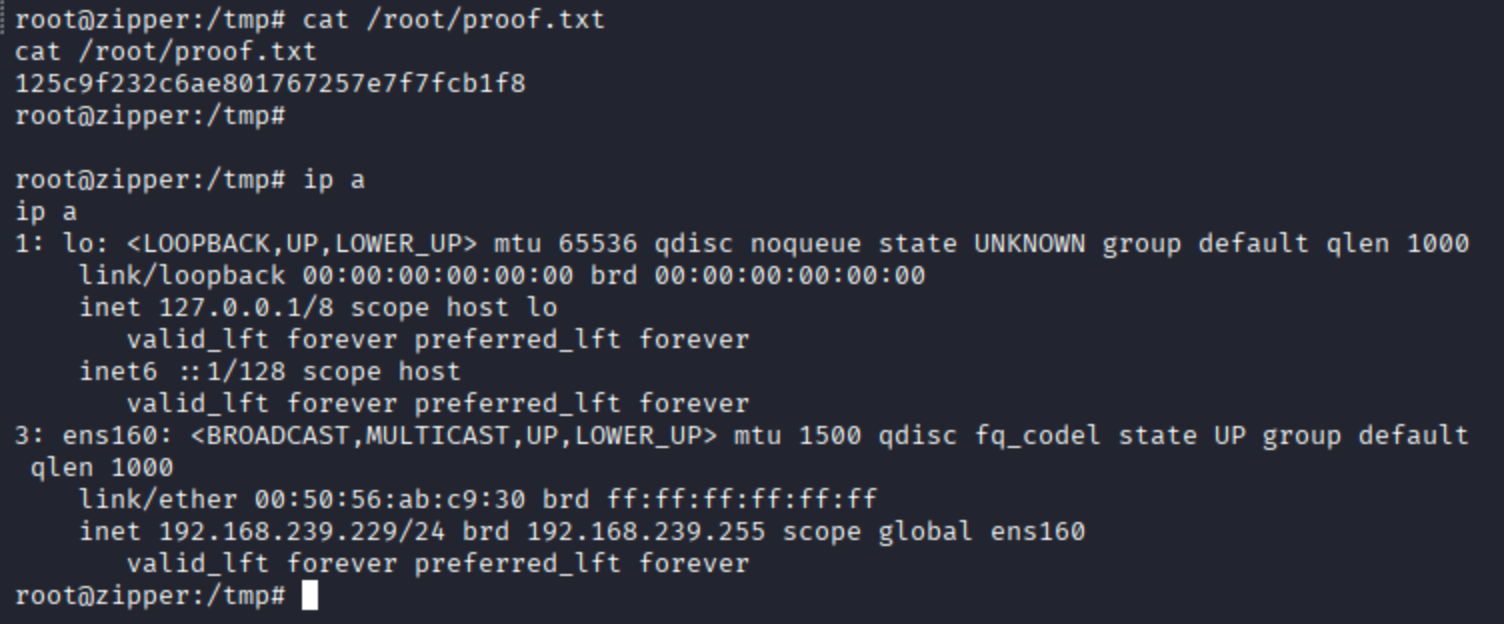 root@zipper:/tmp# cat /root/proof.txt
cat /root/proof.txt
125c9f232c6ae801767257e7f7fcb1f8
root@zipper:/tmp#
root@zipper:/tmp# ip a
ip a
1: lo: <LOOPBACK,UP,LOWER_UP> mtu 65536 qdisc noqueue state UNKNOWN group default qlen 1000
    link/loopback 00:00:00:00:00:00 brd 00:00:00:00:00:00
    inet 127.0.0.1/8 scope host lo
       valid_lft forever preferred_lft forever
    inet6 ::1/128 scope host
       valid_lft forever preferred_lft forever
3: ens160: <BROADCAST,MULTICAST,UP,LOWER_UP> mtu 1500 qdisc fq_codel state UP group default
 qlen 1000
    link/ether 00:50:56:ab:c9:30 brd ff:ff:ff:ff:ff:ff
    inet 192.168.239.229/24 brd 192.168.239.255 scope global ens160
       valid_lft forever preferred_lft forever
root@zipper:/tmp#